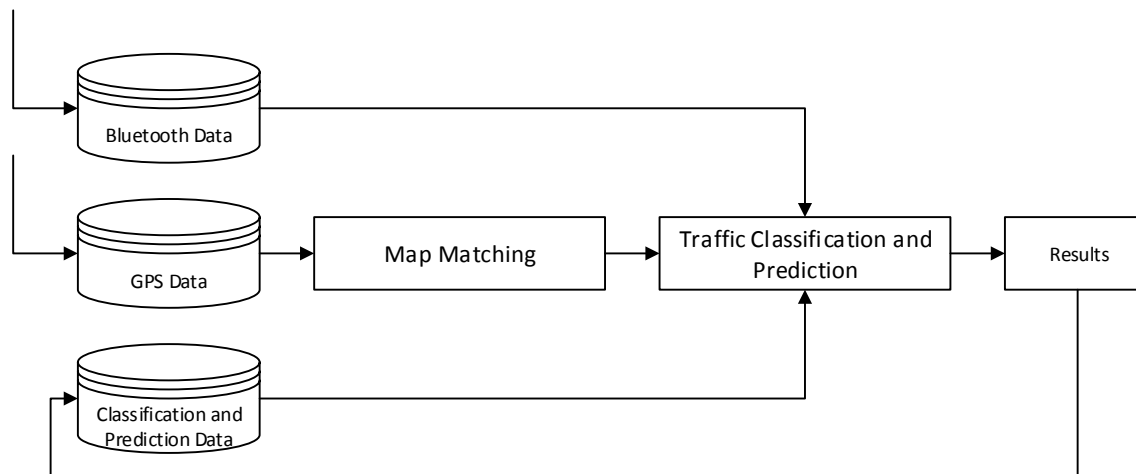 Bluetooth Data
GPS Data
Map Matching
Traffic Classification and
Prediction
Results
Classification and
Prediction Data